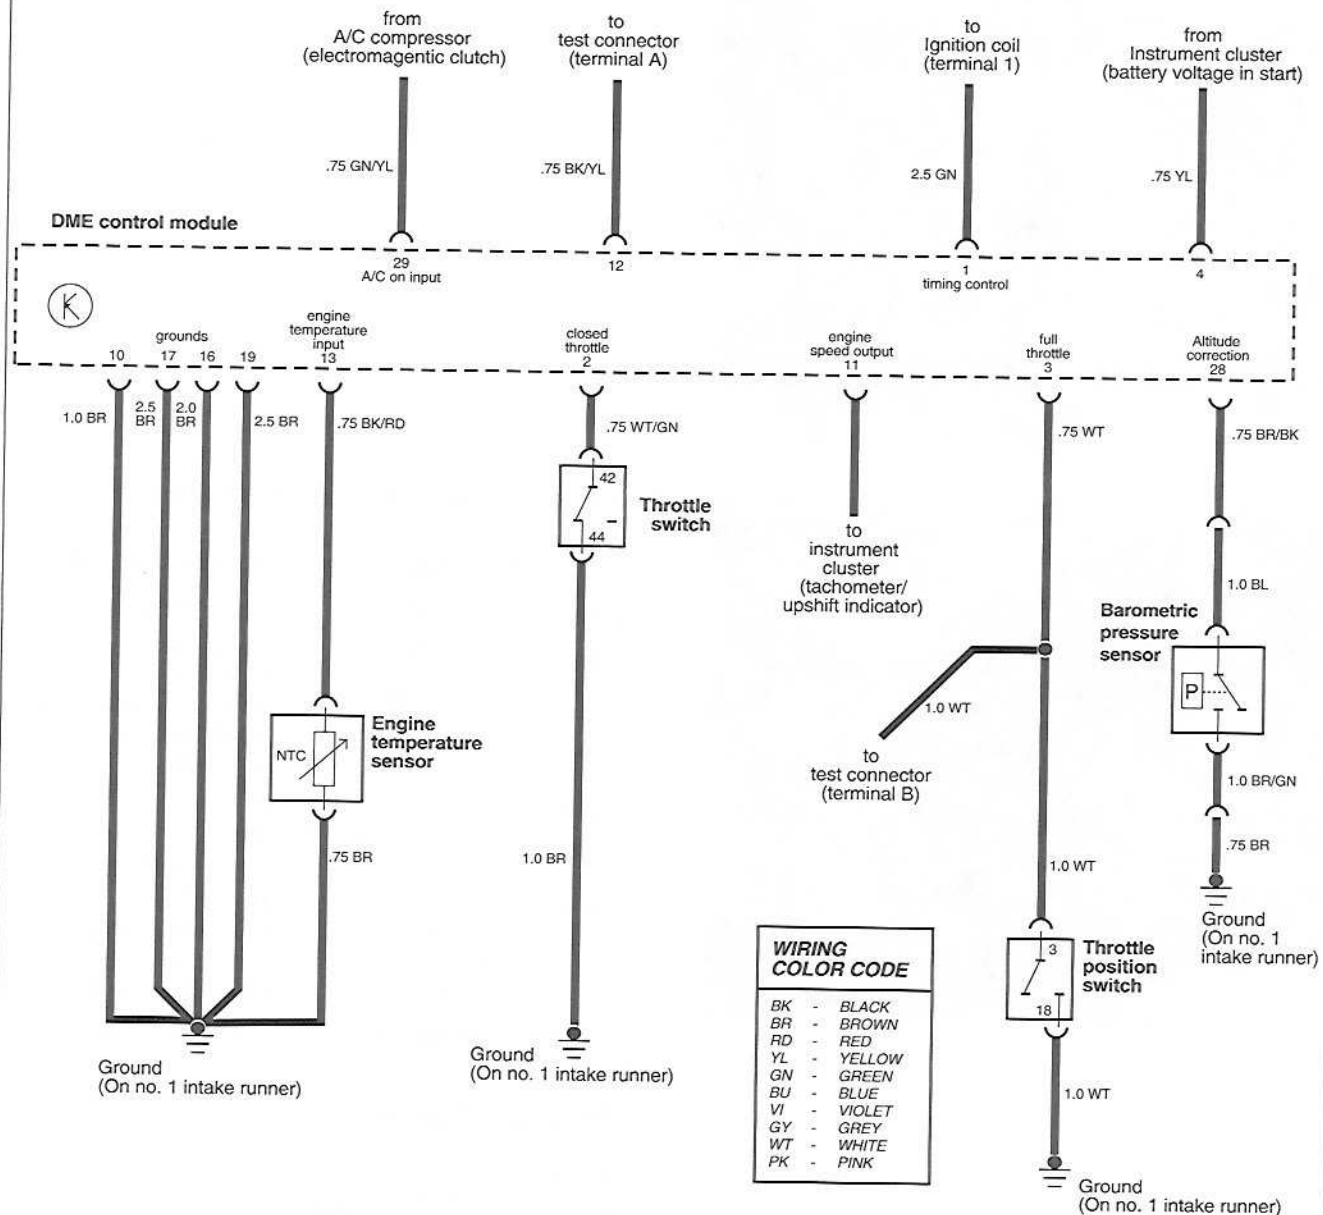 from
A/C compressor
(electromagentic clutch)
to
test connector
(terminal A)
to
Ignition coil
(terminal 1)
from
Instrument cluster
(battery voltage in start)
.75 GN/YL
.75 BK/YL
2.5 GN
.75 YL
DME control module
29
A/C on input
12
1
timing control
4
K
grounds
10
17
16
19
engine
temperature
input
13
closed
throttle
2
engine
speed output
11
full
throttle
3
Altitude
correction
28
1.0 BR
2.5
BR
2.0
BR
2.5 BR
.75 BK/RD
.75 WT/GN
.75 WT
.75 BR/BK
42
44
Throttle
switch
to
instrument
cluster
(tachometer/
upshift indicator)
1.0 BL
Barometric
pressure
sensor
P
1.0 WT
to
test connector
(terminal B)
NTC
Engine
temperature
sensor
1.0 BR/GN
.75 BR
1.0 BR
1.0 WT
.75 BR
Ground
(On no. 1
intake runner)
3
18
Throttle
position
switch
WIRING
COLOR CODE
BK - BLACK
BR - BROWN
RD - RED
YL - YELLOW
GN - GREEN
BU - BLUE
VI - VIOLET
GY - GREY
WT - WHITE
PK - PINK
Ground
(On no. 1 intake runner)
Ground
(On no. 1 intake runner)
1.0 WT
Ground
(On no. 1 intake runner)